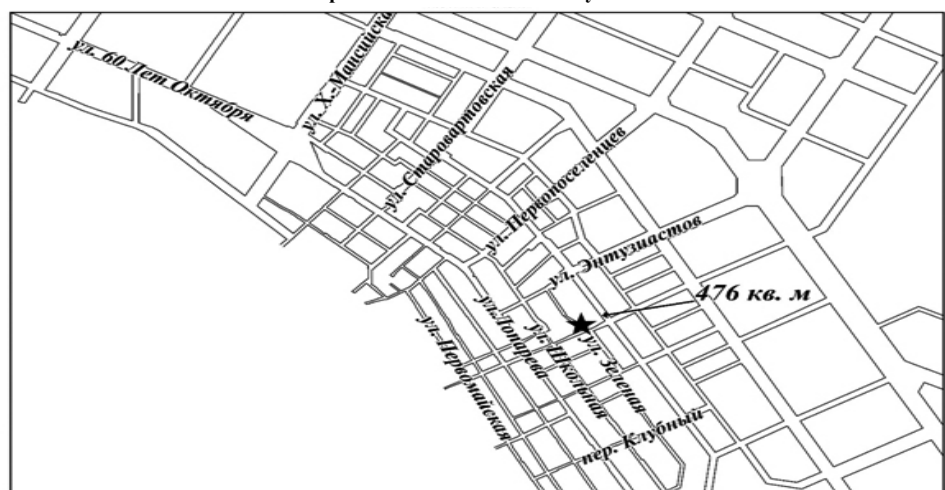 ул. 60 Лет Октября
ул. Х.-Мансийская
ул. Старовартовская
ул. Первопоселенцев
ул. Энтузиастов
476 кв. м
ул. Первомайская
ул.Лопарева
ул. Школьная
ул. Зеленая
пер. Клубный